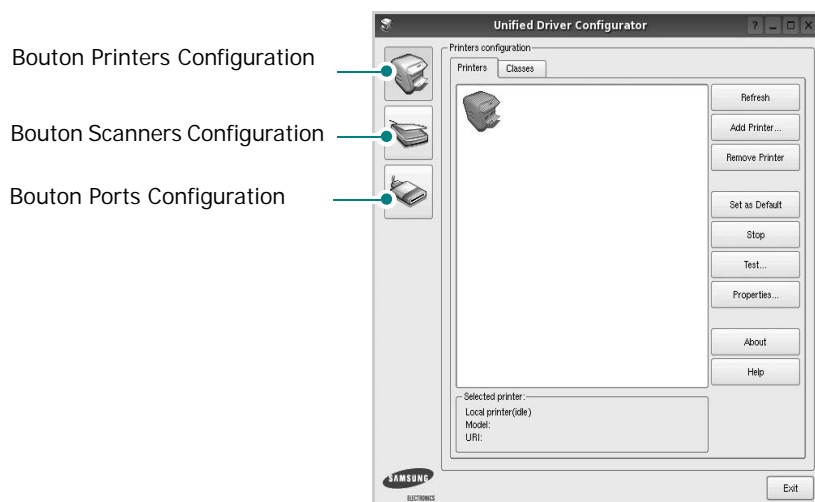 Unified Driver Configurator
Bouton Printers Configuration
Bouton Scanners Configuration
Bouton Ports Configuration
Printers configuration
Printers
Classes
Refresh
Add Printer...
Remove Printer
Set as Default
Stop
Test...
Properties...
About
Help
Selected printer:
Local printer(idle)
Model:
URI:
SAMSUNG
ELECTRONICS
Exit